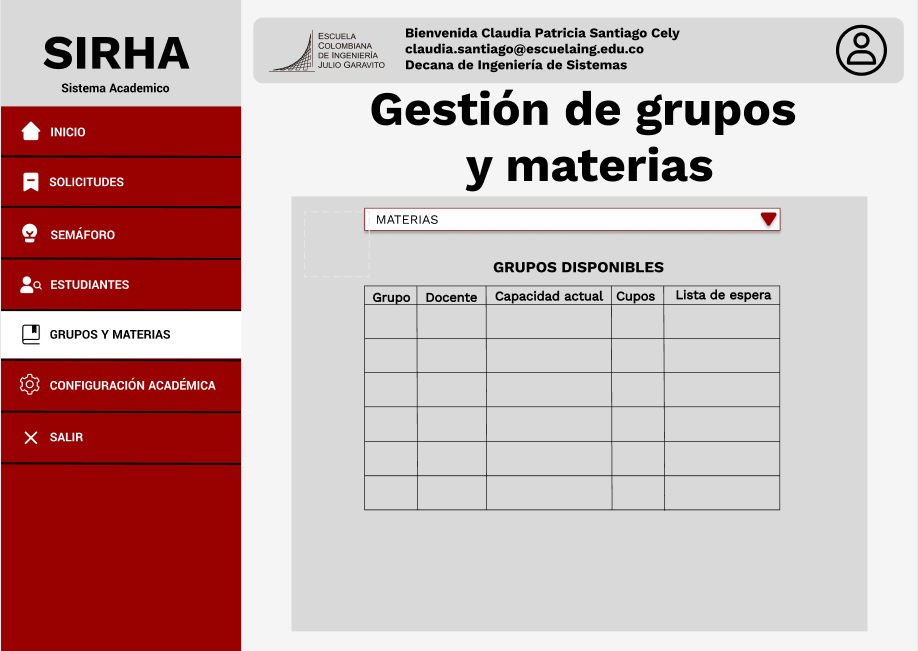 SIRHA
Sistema Academico
INICIO
SOLICITUDES
SEMÁFORO
ESTUDIANTES
GRUPOS Y MATERIAS
CONFIGURACIÓN ACADÉMICA
SALIR
ESCUELA
COLOMBIANA
DE INGENIERÍA
JULIO GARAVITO
Bienvenida Claudia Patricia Santiago Cely
claudia.santiago@escuelaing.edu.co
Decana de Ingeniería de Sistemas
Gestión de grupos
y materias
MATERIAS
GRUPOS DISPONIBLES
Grupo Docente Capacidad actual Cupos Lista de espera